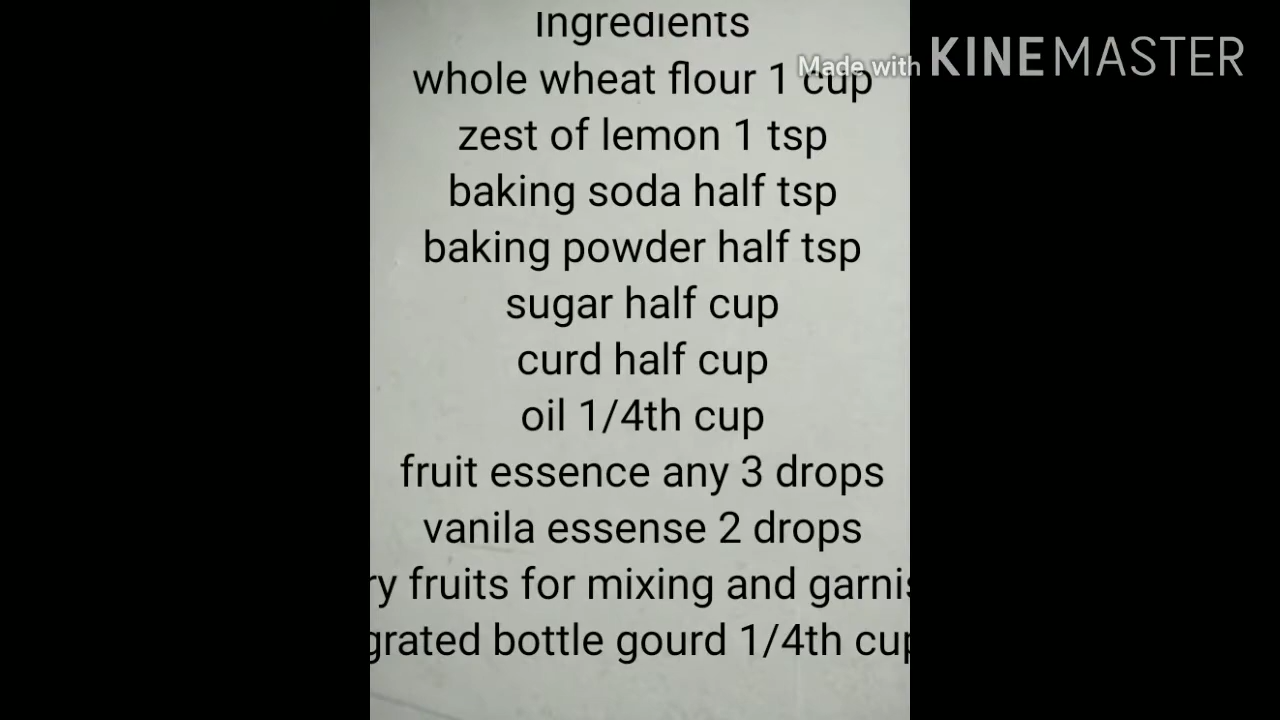 Ingredients
Made with KINEMASTER
whole wheat flour 1 cup
zest of lemon 1 tsp
baking soda half tsp
baking powder half tsp
sugar half cup
curd half cup
oil 1/4th cup
fruit essence any 3 drops
vanila essense 2 drops
ry fruits for mixing and garnis
grated bottle gourd 1/4th cup